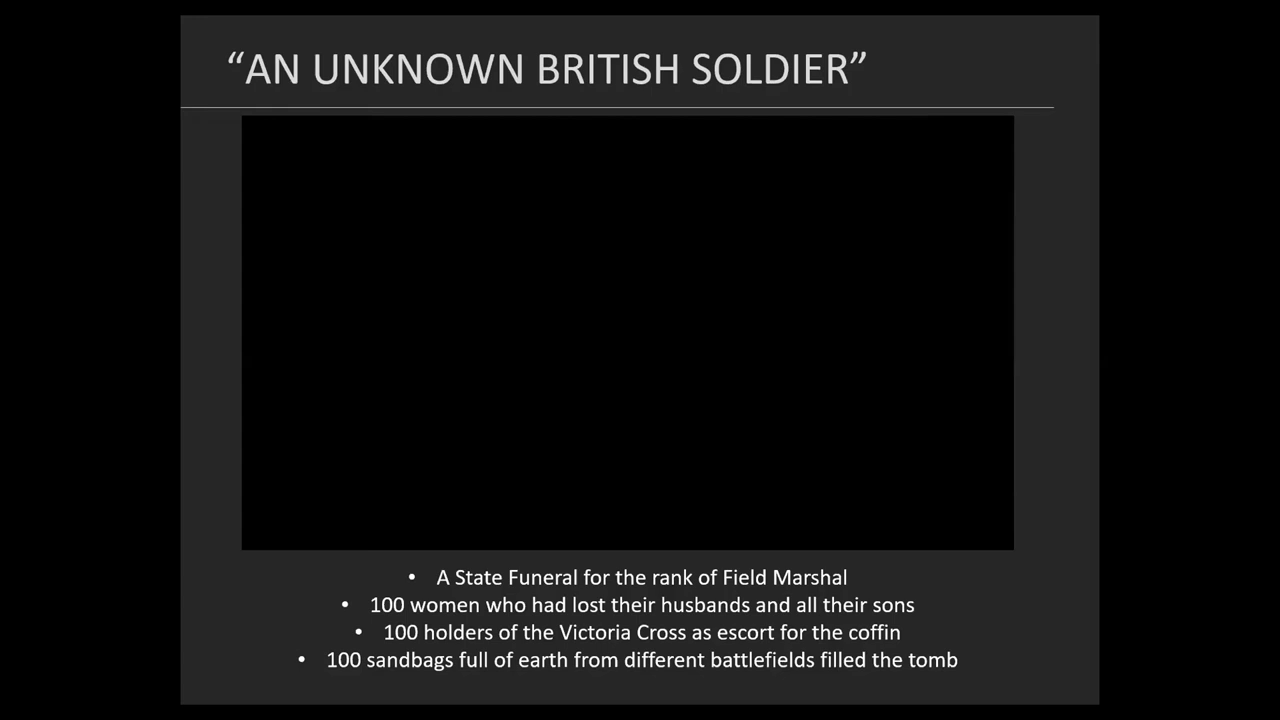 “AN UNKNOWN BRITISH SOLDIER”
• A State Funeral for the rank of Field Marshal
• 100 women who had lost their husbands and all their sons
• 100 holders of the Victoria Cross as escort for the coffin
• 100 sandbags full of earth from different battlefields filled the tomb